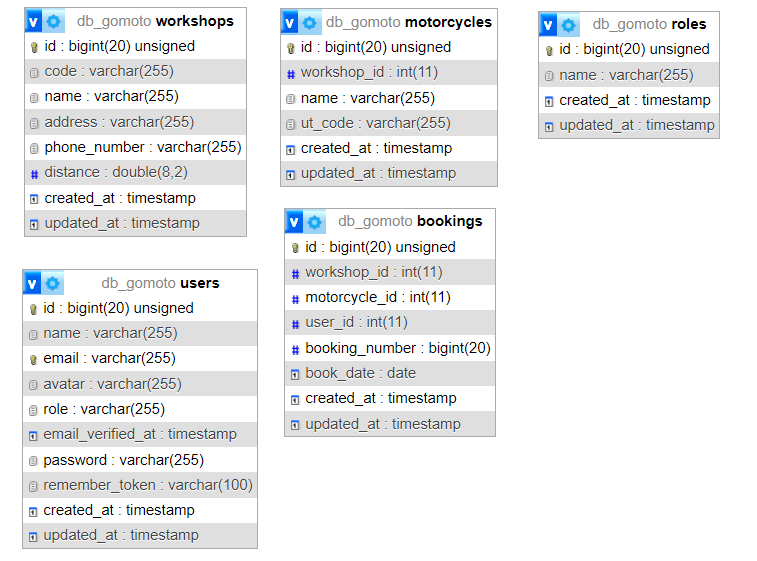 v db_gomoto workshops
id : bigint(20) unsigned
code : varchar(255)
name : varchar(255)
address : varchar(255)
phone_number : varchar(255)
# distance : double(8,2)
created_at : timestamp
updated_at : timestamp
v db_gomoto motorcycles
id : bigint(20) unsigned
# workshop_id : int(11)
name : varchar(255)
ut_code : varchar(255)
created_at : timestamp
updated_at : timestamp
v db_gomoto roles
id : bigint(20) unsigned
name : varchar(255)
created_at : timestamp
updated_at : timestamp
v db_gomoto bookings
id : bigint(20) unsigned
# workshop_id : int(11)
# motorcycle_id : int(11)
# user_id : int(11)
# booking_number : bigint(20)
book_date : date
created_at : timestamp
updated_at : timestamp
v db_gomoto users
id : bigint(20) unsigned
name : varchar(255)
email : varchar(255)
avatar : varchar(255)
role : varchar(255)
email_verified_at : timestamp
password : varchar(255)
remember_token : varchar(100)
created_at : timestamp
updated_at : timestamp